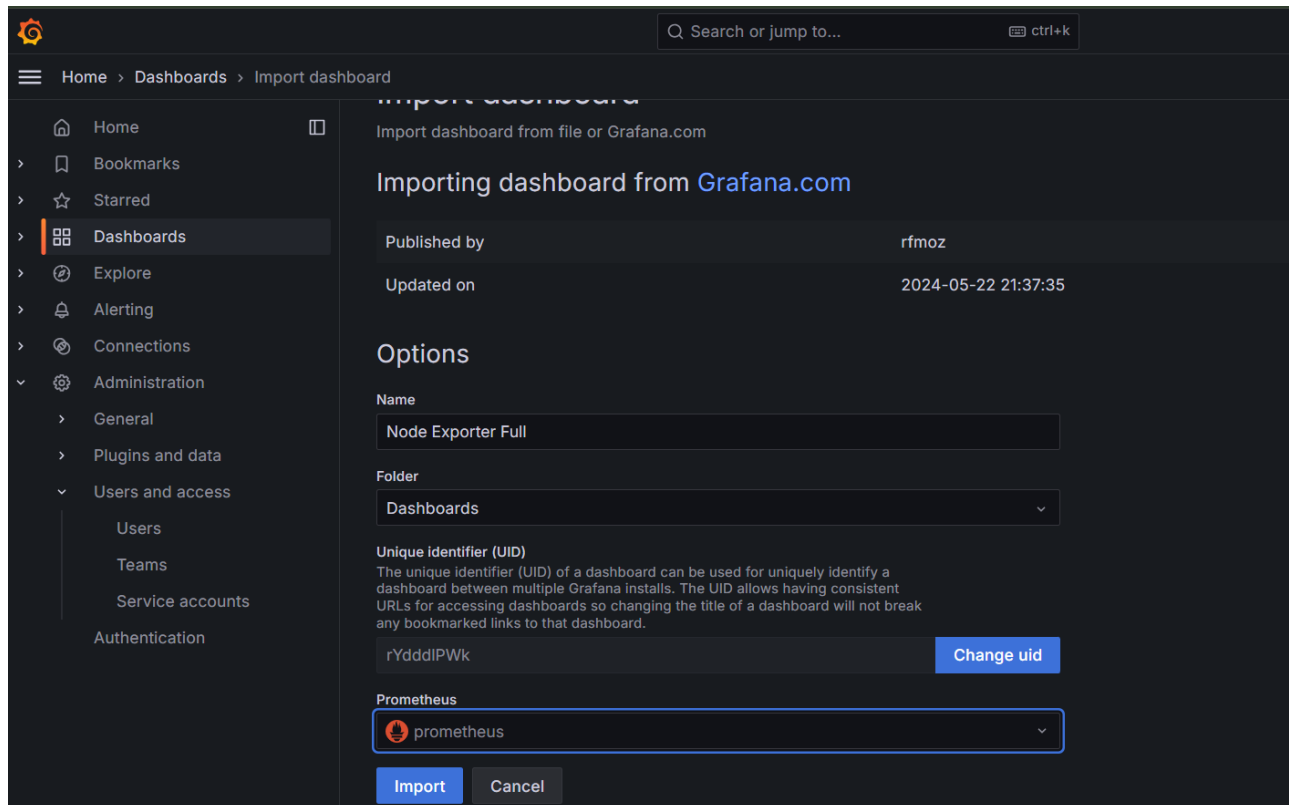 Search or jump to...
ctrl+k
Home > Dashboards > Import dashboard
Home
Bookmarks
Starred
Dashboards
Explore
Alerting
Connections
Administration
General
Plugins and data
Users and access
Users
Teams
Service accounts
Authentication
Import dashboard
Import dashboard from file or Grafana.com
Importing dashboard from Grafana.com
Published by
rfmoz
Updated on
2024-05-22 21:37:35
Options
Name
Node Exporter Full
Folder
Dashboards
Unique identifier (UID)
The unique identifier (UID) of a dashboard can be used for uniquely identify a
dashboard between multiple Grafana installs. The UID allows having consistent
URLs for accessing dashboards so changing the title of a dashboard will not break
any bookmarked links to that dashboard.
rYdddlPWk
Change uid
Prometheus
prometheus
Import
Cancel